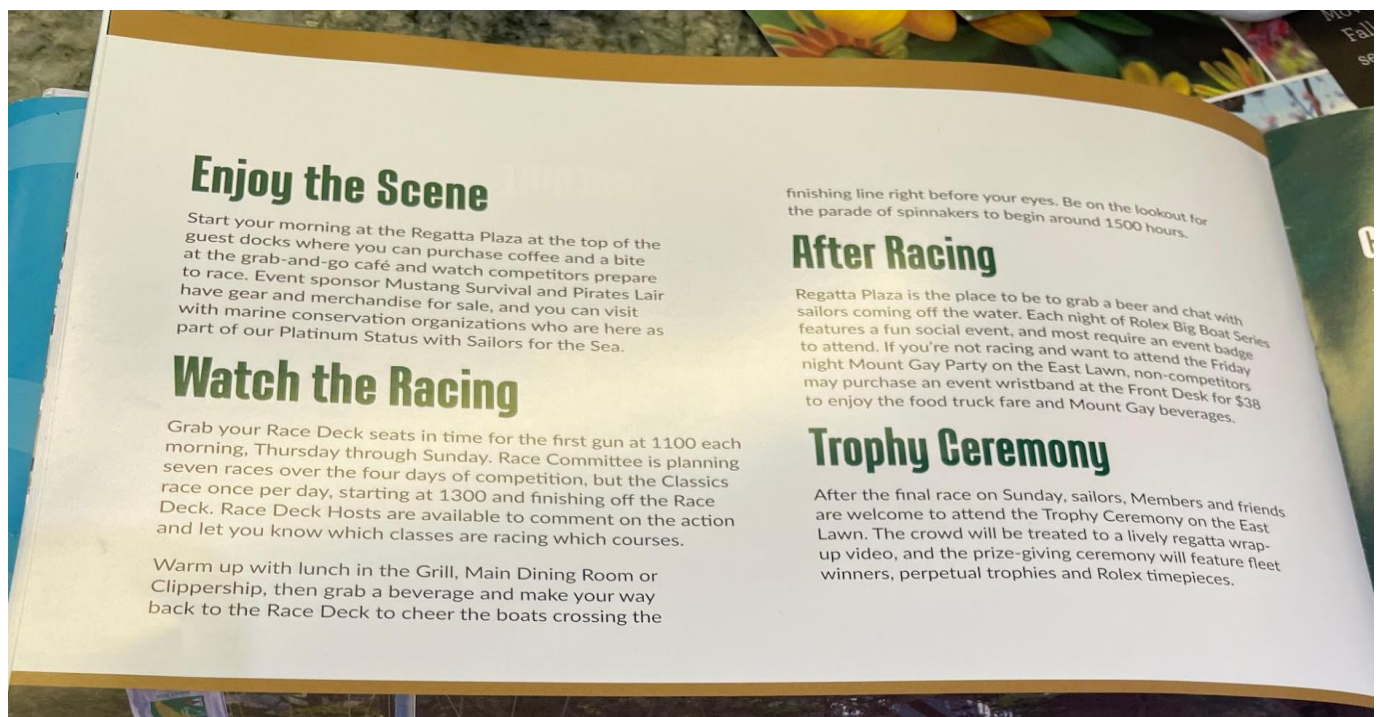 Enjoy the Scene
Start your morning at the Regatta Plaza at the top of the
guest docks where you can purchase coffee and a bite
at the grab-and-go café and watch competitors prepare
to race. Event sponsor Mustang Survival and Pirates Lair
have gear and merchandise for sale, and you can visit
with marine conservation organizations who are here as
part of our Platinum Status with Sailors for the Sea.
Watch the Racing
Grab your Race Deck seats in time for the first gun at 1100 each
morning, Thursday through Sunday. Race Committee is planning
seven races over the four days of competition, but the Classics
race once per day, starting at 1300 and finishing off the Race
Deck. Race Deck Hosts are available to comment on the action
and let you know which classes are racing which courses.
Warm up with lunch in the Grill, Main Dining Room or
Clippership, then grab a beverage and make your way
back to the Race Deck to cheer the boats crossing the
finishing line right before your eyes. Be on the lookout for
the parade of spinnakers to begin around 1500 hours.
After Racing
Regatta Plaza is the place to be to grab a beer and chat with
sailors coming off the water. Each night of Rolex Big Boat Series
features a fun social event, and most require an event badge
to attend. If you're not racing and want to attend the Friday
night Mount Gay Party on the East Lawn, non-competitors
may purchase an event wristband at the Front Desk for $38
to enjoy the food truck fare and Mount Gay beverages.
Trophy Ceremony
After the final race on Sunday, sailors, Members and friends
are welcome to attend the Trophy Ceremony on the East
Lawn. The crowd will be treated to a lively regatta wrap-
up video, and the prize-giving ceremony will feature fleet
winners, perpetual trophies and Rolex timepieces.